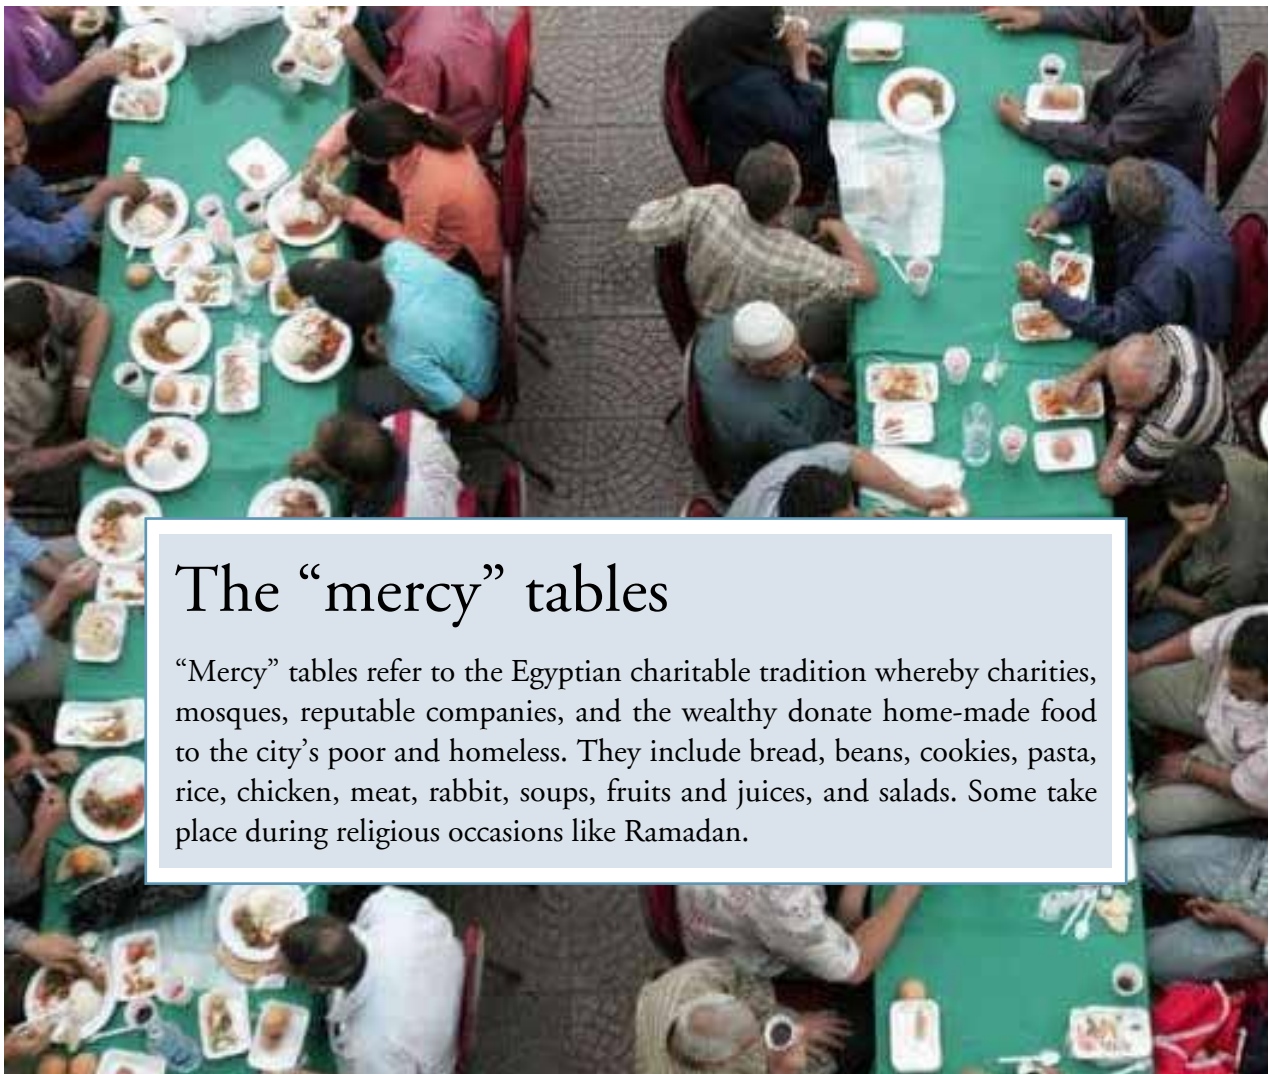 The “mercy” tables
“Mercy” tables refer to the Egyptian charitable tradition whereby charities,
mosques, reputable companies, and the wealthy donate home-made food
to the city’s poor and homeless. They include bread, beans, cookies, pasta,
rice, chicken, meat, rabbit, soups, fruits and juices, and salads. Some take
place during religious occasions like Ramadan.